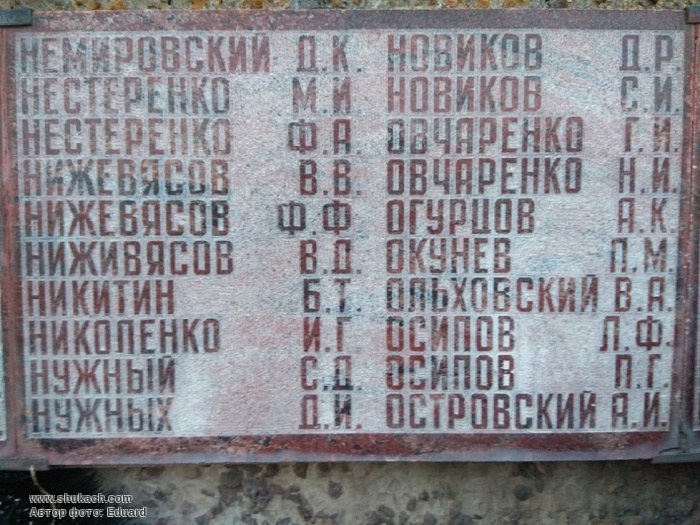 НЕМИРОВСКИЙ Д.К. НОВИКОВ Д.Р
НЕСТЕРЕНКО М.И НОВИКОВ С.И.
НЕСТЕРЕНКО Ф.А ОВЧАРЕНКО Г.И.
НИЖЕВЯСОВ В.В. ОВЧАРЕНКО Н.И.
НИЖЕВЯСОВ Ф.Ф ОГУРЦОВ А.К.
НИЖИВЯСОВ В.Д. ОКУНЕВ П.М.
НИКИТИН Б.Т. ОЛЬХОВСКИЙ В.А.
НИКОЛЕНКО И.Г ОСИПОВ Л.Ф.
НУЖНЫЙ С.Д. ОСИПОВ П.Г.
НУЖНЫХ Д.И. ОСТРОВСКИЙ А.И.
www.shukach.com
Автор фото: Eduard